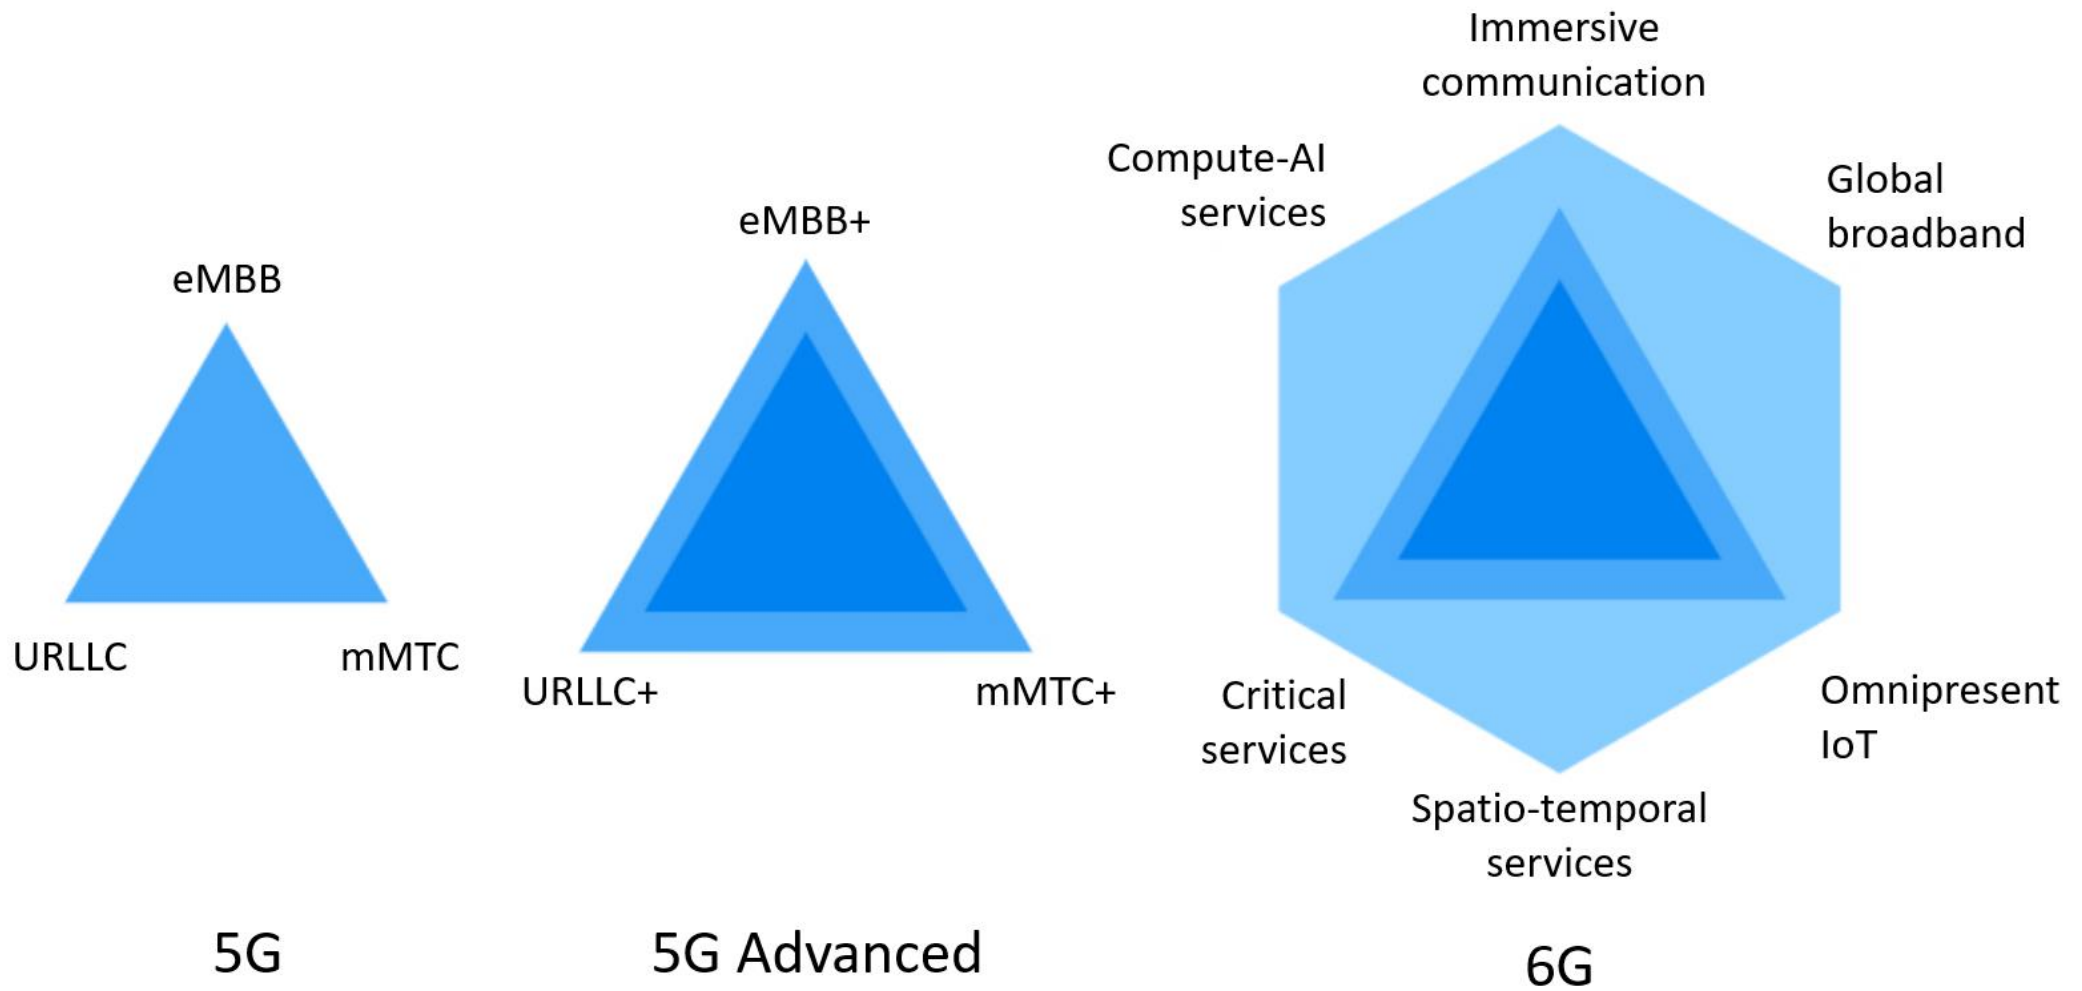 eMBB
URLLC
mMTC
5G
eMBB+
URLLC+
mMTC+
5G Advanced
Immersive
communication
Compute-AI
services
Global
broadband
Critical
services
Omnipresent
IoT
Spatio-temporal
services
6G